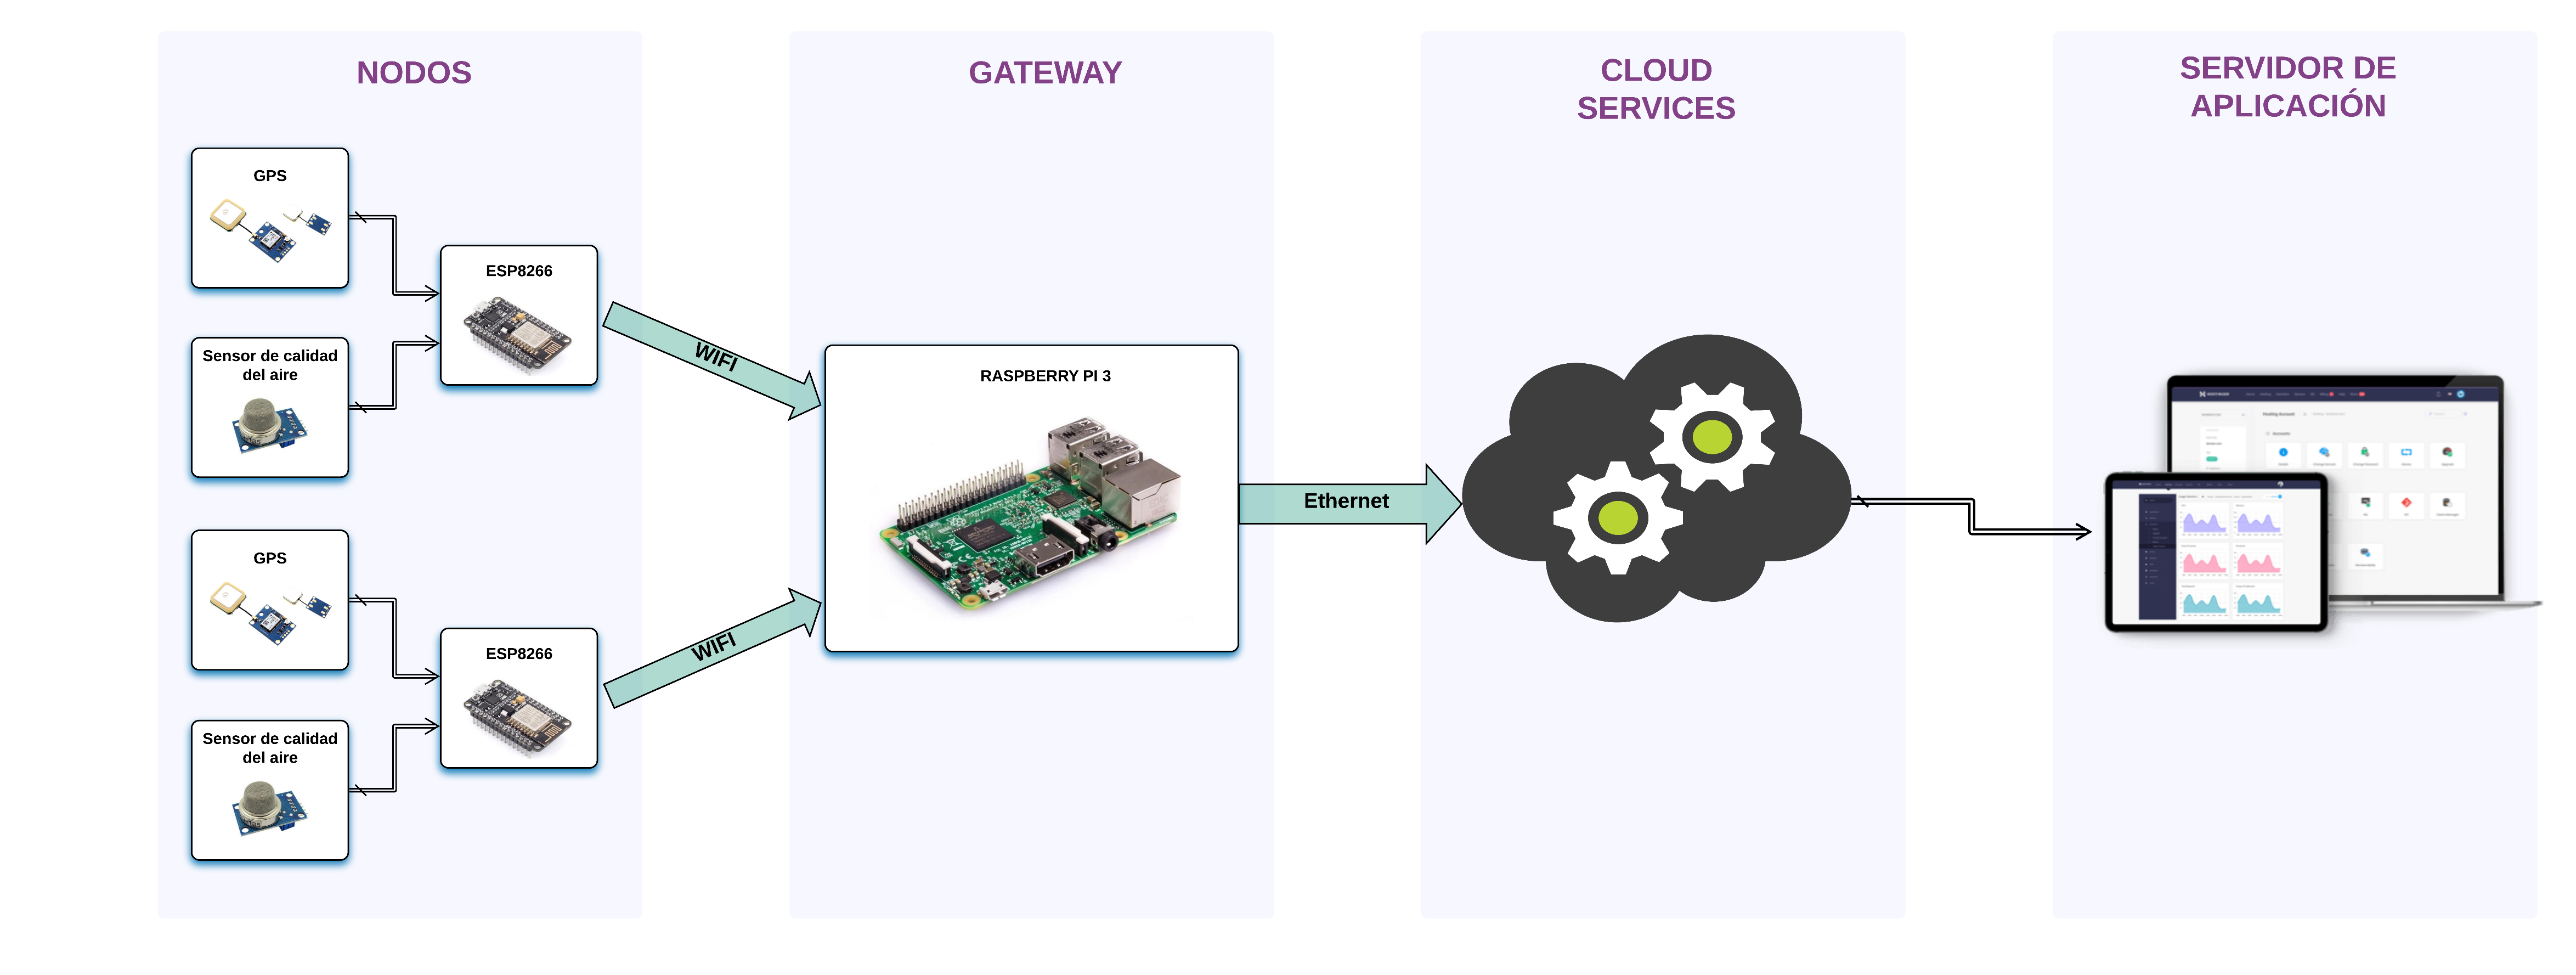 NODOS
GPS
ESP8266
Sensor de calidad
del aire
GPS
ESP8266
Sensor de calidad
del aire
WIFI
WIFI
GATEWAY
RASPBERRY PI 3
Ethernet
CLOUD
SERVICES
SERVIDOR DE
APLICACIÓN